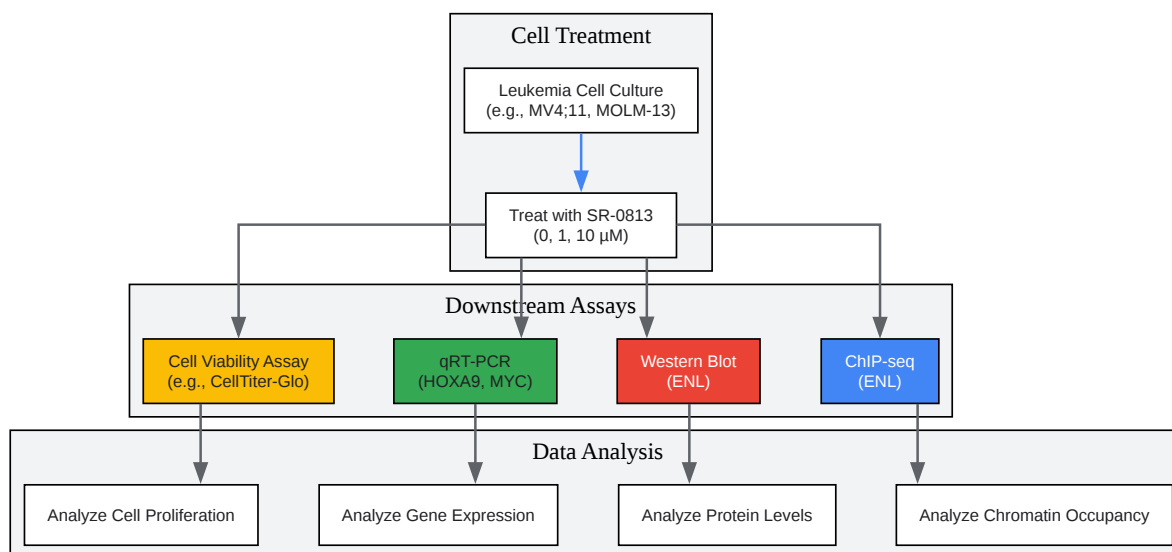 Cell Treatment
Leukemia Cell Culture
(e.g., MV4;11, MOLM-13)
Treat with SR-0813
(0, 1, 10 µM)
Downstream Assays
Cell Viability Assay
(e.g., CellTiter-Glo)
qRT-PCR
(HOXA9, MYC)
Western Blot
(ENL)
ChIP-seq
(ENL)
Data Analysis
Analyze Cell Proliferation
Analyze Gene Expression
Analyze Protein Levels
Analyze Chromatin Occupancy